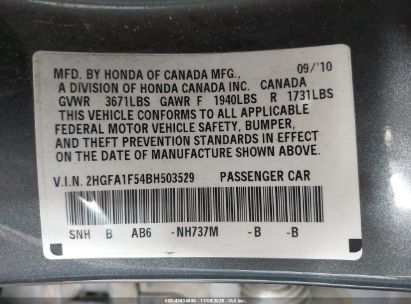 MFD. BY HONDA OF CANADA MFG., 09/'10
A DIVISION OF HONDA CANADA INC. CANADA
GVWR 3671LBS GAWR F 1940LBS R 1731LBS
THIS VEHICLE CONFORMS TO ALL APPLICABLE
FEDERAL MOTOR VEHICLE SAFETY, BUMPER,
AND THEFT PREVENTION STANDARDS IN EFFECT
ON THE DATE OF MANUFACTURE SHOWN ABOVE.
V.I.N. 2HGFA1F54BH503529 PASSENGER CAR
SNH B AB6 -NH737M -B -B